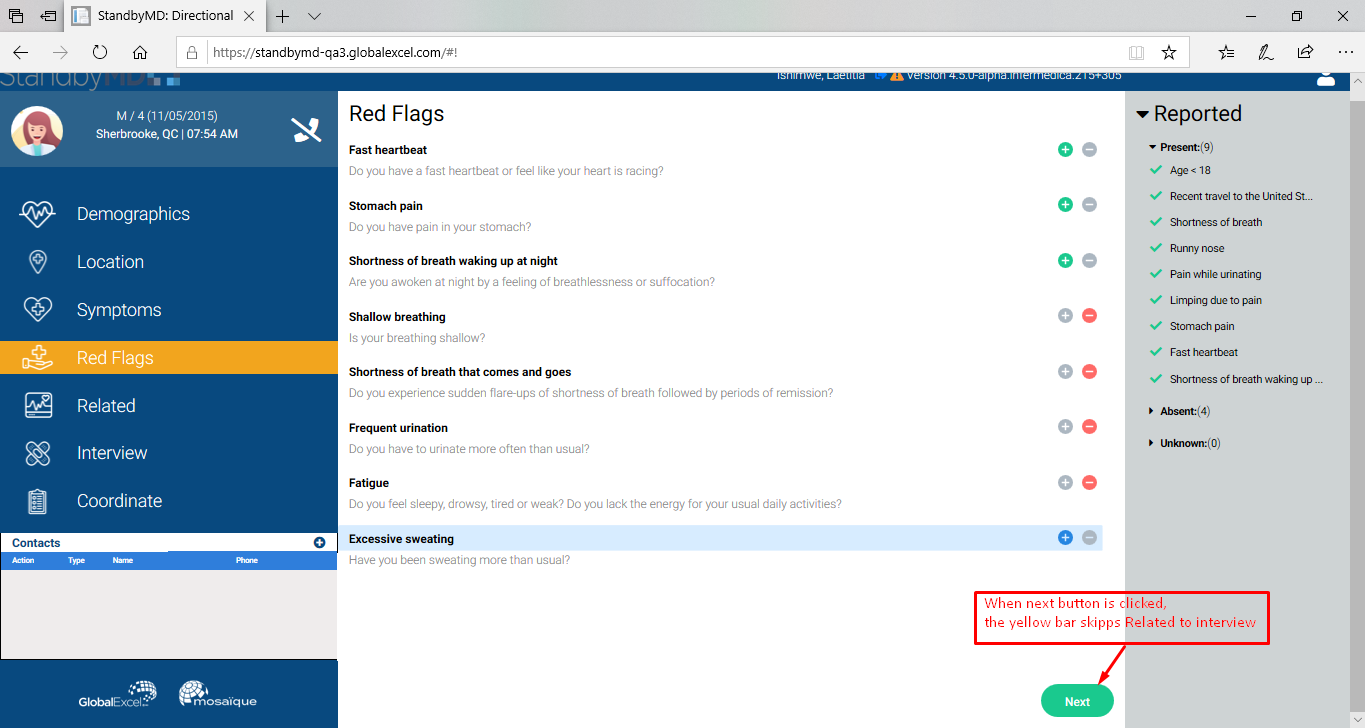 StandbyMD: Directional
https://standbymd-qa3.globalexcel.com/#!
StandbyMD
Ishimwe, Laetitia
Version 4.5.0-alpha.infermedica.215+305
M / 4 (11/05/2015)
Sherbrooke, QC | 07:54 AM
Demographics
Location
Symptoms
Red Flags
Related
Interview
Coordinate
Contacts
Action Type Name Phone
GlobalExcel
mosaïque
Red Flags
Fast heartbeat
Do you have a fast heartbeat or feel like your heart is racing?
Stomach pain
Do you have pain in your stomach?
Shortness of breath waking up at night
Are you awoken at night by a feeling of breathlessness or suffocation?
Shallow breathing
Is your breathing shallow?
Shortness of breath that comes and goes
Do you experience sudden flare-ups of shortness of breath followed by periods of remission?
Frequent urination
Do you have to urinate more often than usual?
Fatigue
Do you feel sleepy, drowsy, tired or weak? Do you lack the energy for your usual daily activities?
Excessive sweating
Have you been sweating more than usual?
When next button is clicked,
the yellow bar skipps Related to interview
Next
Reported
Present:(9)
Age < 18
Recent travel to the United St...
Shortness of breath
Runny nose
Pain while urinating
Limping due to pain
Stomach pain
Fast heartbeat
Shortness of breath waking up ...
Absent:(4)
Unknown:(0)